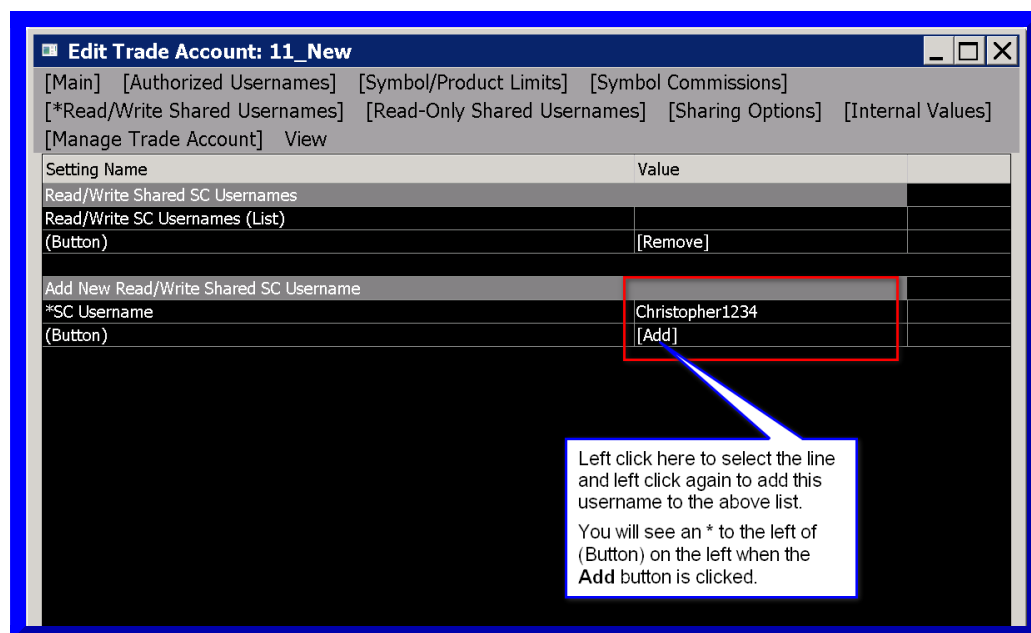 Edit Trade Account: 11_New
[Main] [Authorized Usernames] [Symbol/Product Limits] [Symbol Commissions]
[*Read/Write Shared Usernames] [Read-Only Shared Usernames] [Sharing Options] [Internal Values]
[Manage Trade Account] View
Setting Name Value
Read/Write Shared SC Usernames
Read/Write SC Usernames (List)
(Button) [Remove]
Add New Read/Write Shared SC Username
*SC Username Christopher1234
(Button) [Add]
Left click here to select the line
and left click again to add this
username to the above list.
You will see an * to the left of
(Button) on the left when the
Add button is clicked.